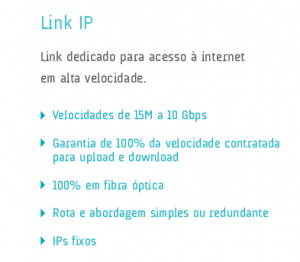 Link IP
Link dedicado para acesso à internet
em alta velocidade.
Velocidades de 15M a 10 Gbps
Garantia de 100% da velocidade contratada
para upload e download
100% em fibra óptica
Rota e abordagem simples ou redundante
IPs fixos